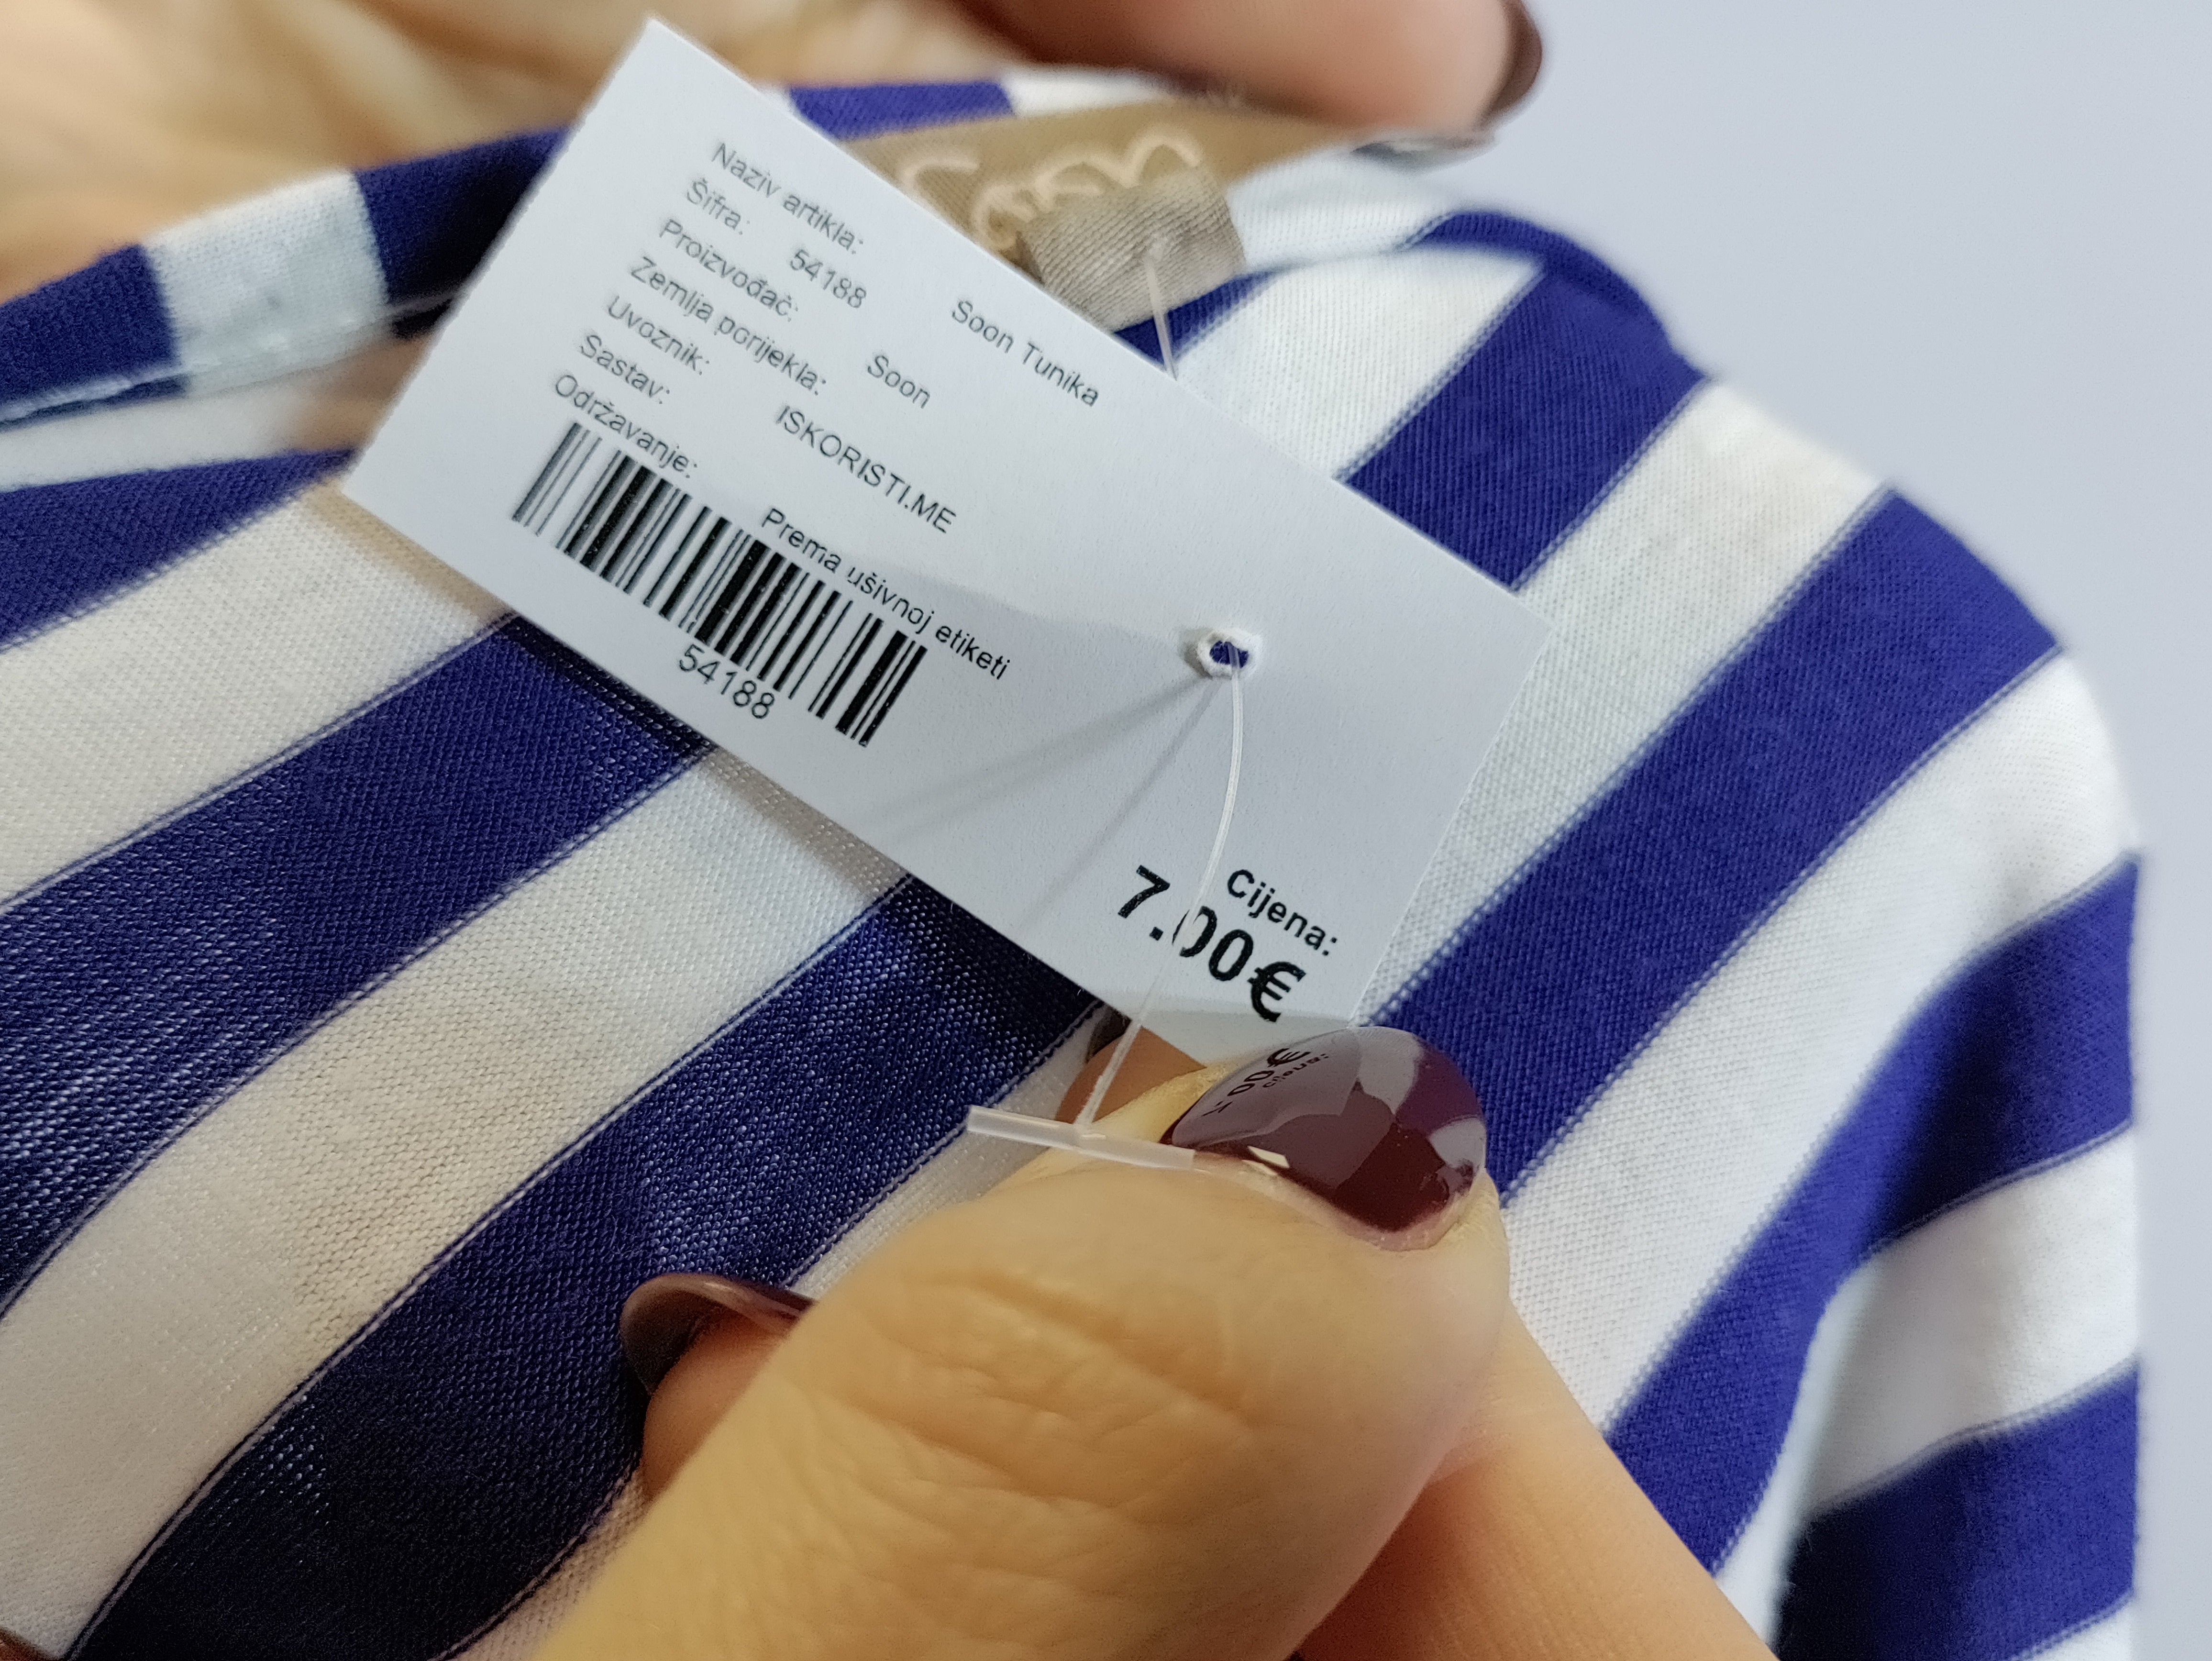 Soon
Naziv artikla: Soon Tunika
Šifra: 54188
Proizvođač: Soon
Zemlja porijekla:
Uvoznik: ISKORISTI.ME
Sastav:
Održavanje: Prema ušivnoj etiketi
54188
Cijena:
7.00€